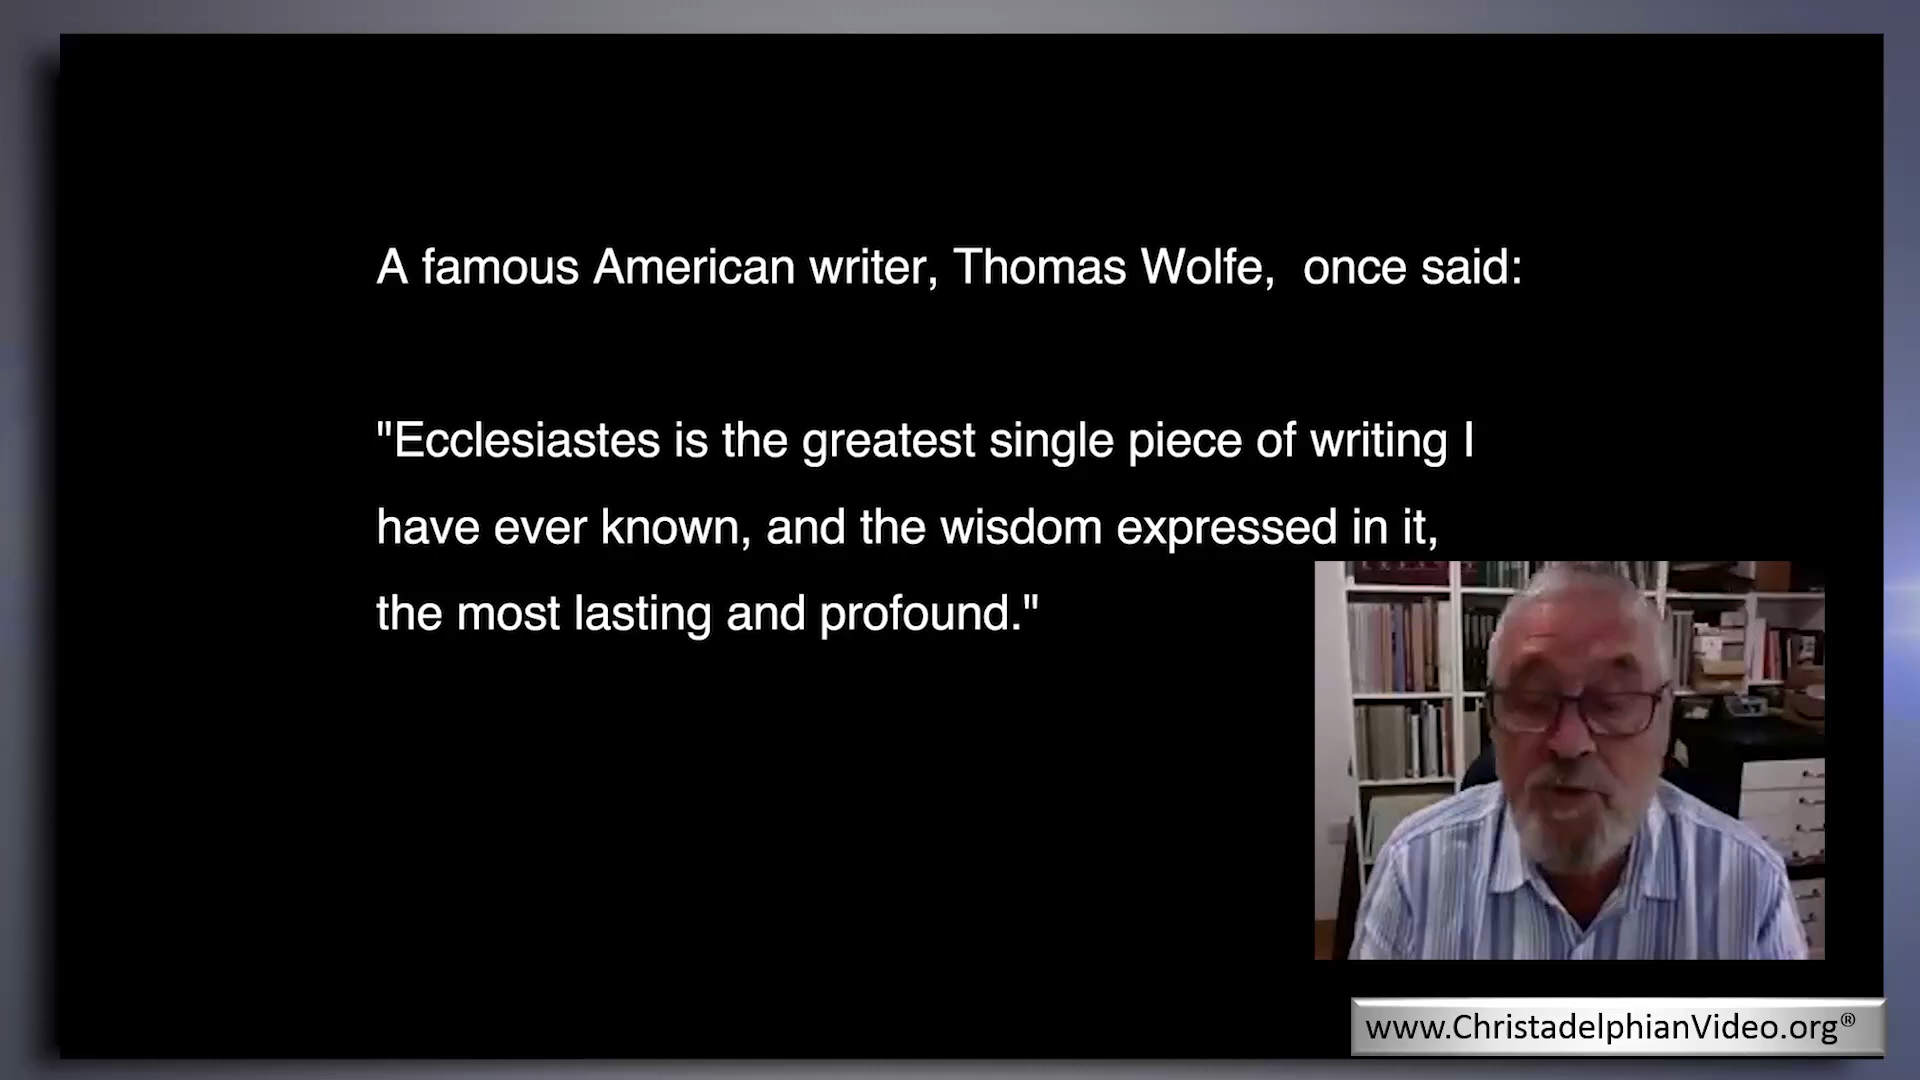 A famous American writer, Thomas Wolfe,  once said:
"Ecclesiastes is the greatest single piece of writing I
have ever known, and the wisdom expressed in it,
the most lasting and profound."
www.ChristadelphianVideo.org®